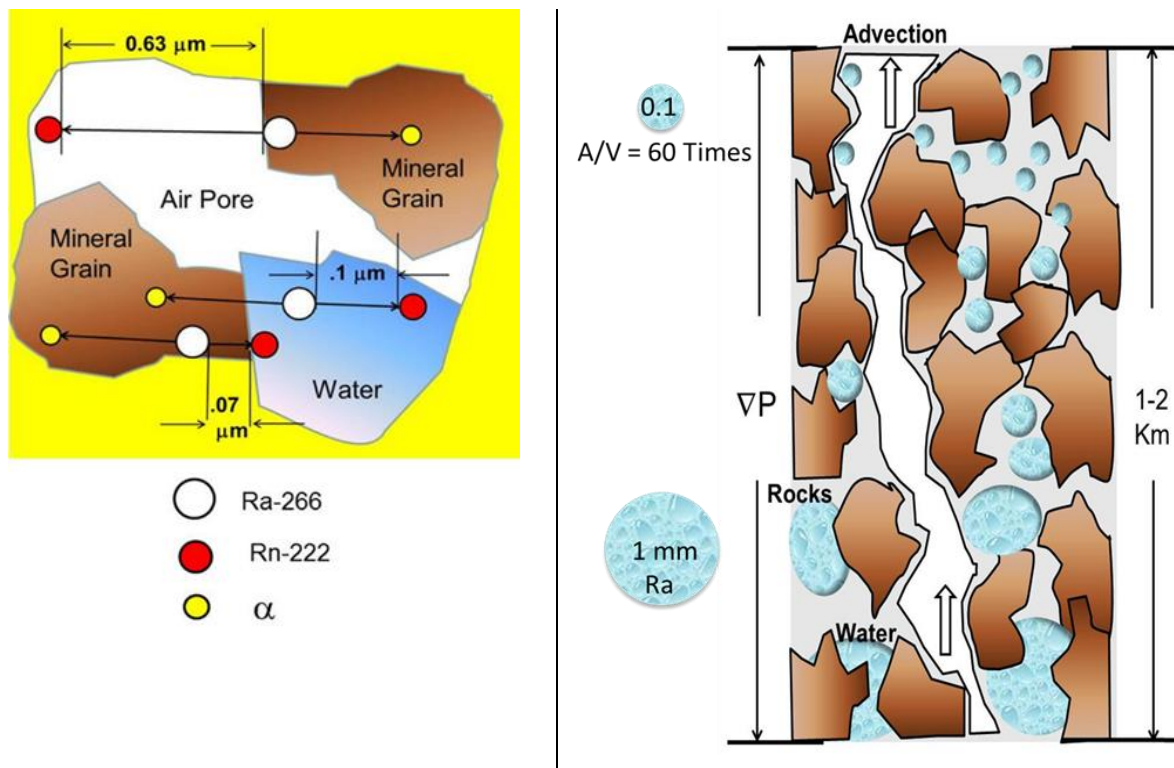 0.63 μm
Mineral
Grain
Air Pore
Mineral
Grain
.1 μm
Water
.07
μm
Ra-266
Rn-222
α
Advection
0.1
A/V = 60 Times
∇P
1-2
Km
Rocks
1 mm
Ra
Water